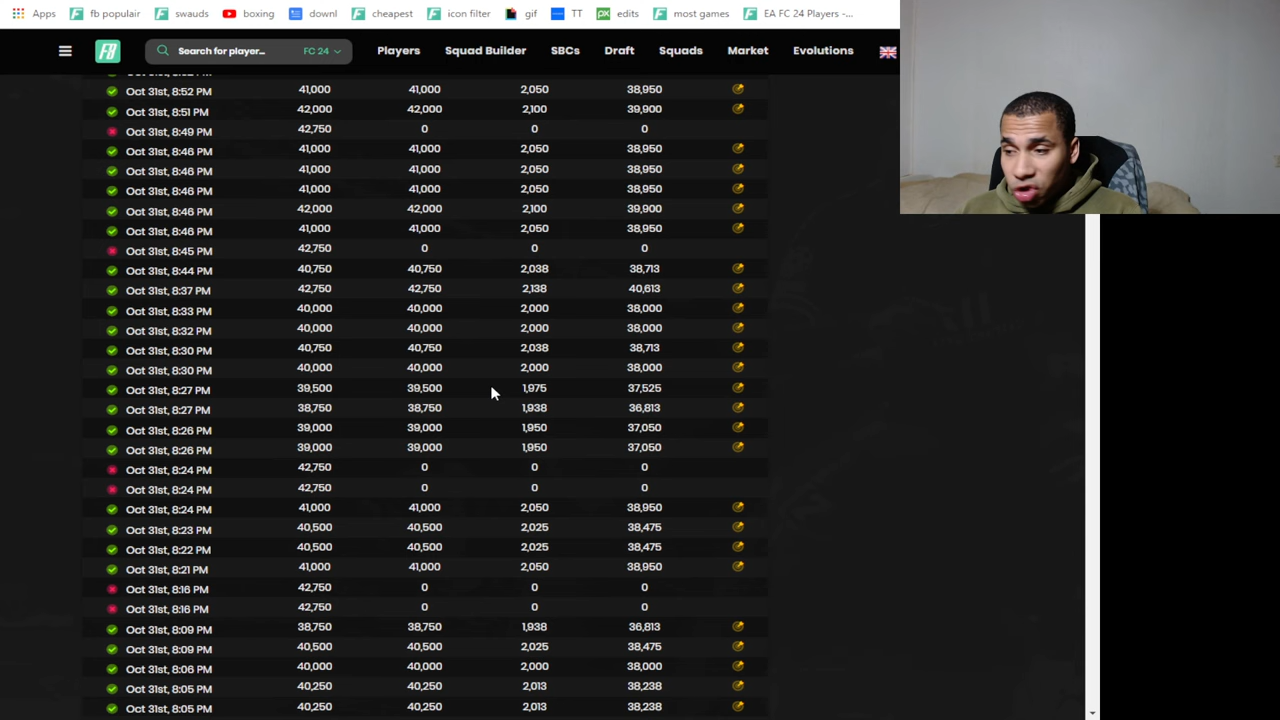 Apps fb populair swauds boxing downl cheapest icon filter gif TT edits most games EA FC 24 Players -...
FB Search for player... FC 24 Players Squad Builder SBCs Draft Squads Market Evolutions
Oct 31st, 8:52 PM 41,000 41,000 2,050 38,950
Oct 31st, 8:51 PM 42,000 42,000 2,100 39,900
Oct 31st, 8:49 PM 42,750 0 0 0
Oct 31st, 8:46 PM 41,000 41,000 2,050 38,950
Oct 31st, 8:46 PM 41,000 41,000 2,050 38,950
Oct 31st, 8:46 PM 41,000 41,000 2,050 38,950
Oct 31st, 8:46 PM 42,000 42,000 2,100 39,900
Oct 31st, 8:46 PM 41,000 41,000 2,050 38,950
Oct 31st, 8:45 PM 42,750 0 0 0
Oct 31st, 8:44 PM 40,750 40,750 2,038 38,713
Oct 31st, 8:37 PM 42,750 42,750 2,138 40,613
Oct 31st, 8:33 PM 40,000 40,000 2,000 38,000
Oct 31st, 8:32 PM 40,000 40,000 2,000 38,000
Oct 31st, 8:30 PM 40,750 40,750 2,038 38,713
Oct 31st, 8:30 PM 40,000 40,000 2,000 38,000
Oct 31st, 8:27 PM 39,500 39,500 1,975 37,525
Oct 31st, 8:27 PM 38,750 38,750 1,938 36,813
Oct 31st, 8:26 PM 39,000 39,000 1,950 37,050
Oct 31st, 8:26 PM 39,000 39,000 1,950 37,050
Oct 31st, 8:24 PM 42,750 0 0 0
Oct 31st, 8:24 PM 42,750 0 0 0
Oct 31st, 8:24 PM 41,000 41,000 2,050 38,950
Oct 31st, 8:23 PM 40,500 40,500 2,025 38,475
Oct 31st, 8:22 PM 40,500 40,500 2,025 38,475
Oct 31st, 8:21 PM 41,000 41,000 2,050 38,950
Oct 31st, 8:16 PM 42,750 0 0 0
Oct 31st, 8:16 PM 42,750 0 0 0
Oct 31st, 8:09 PM 38,750 38,750 1,938 36,813
Oct 31st, 8:09 PM 40,500 40,500 2,025 38,475
Oct 31st, 8:06 PM 40,000 40,000 2,000 38,000
Oct 31st, 8:05 PM 40,250 40,250 2,013 38,238
Oct 31st, 8:05 PM 40,250 40,250 2,013 38,238